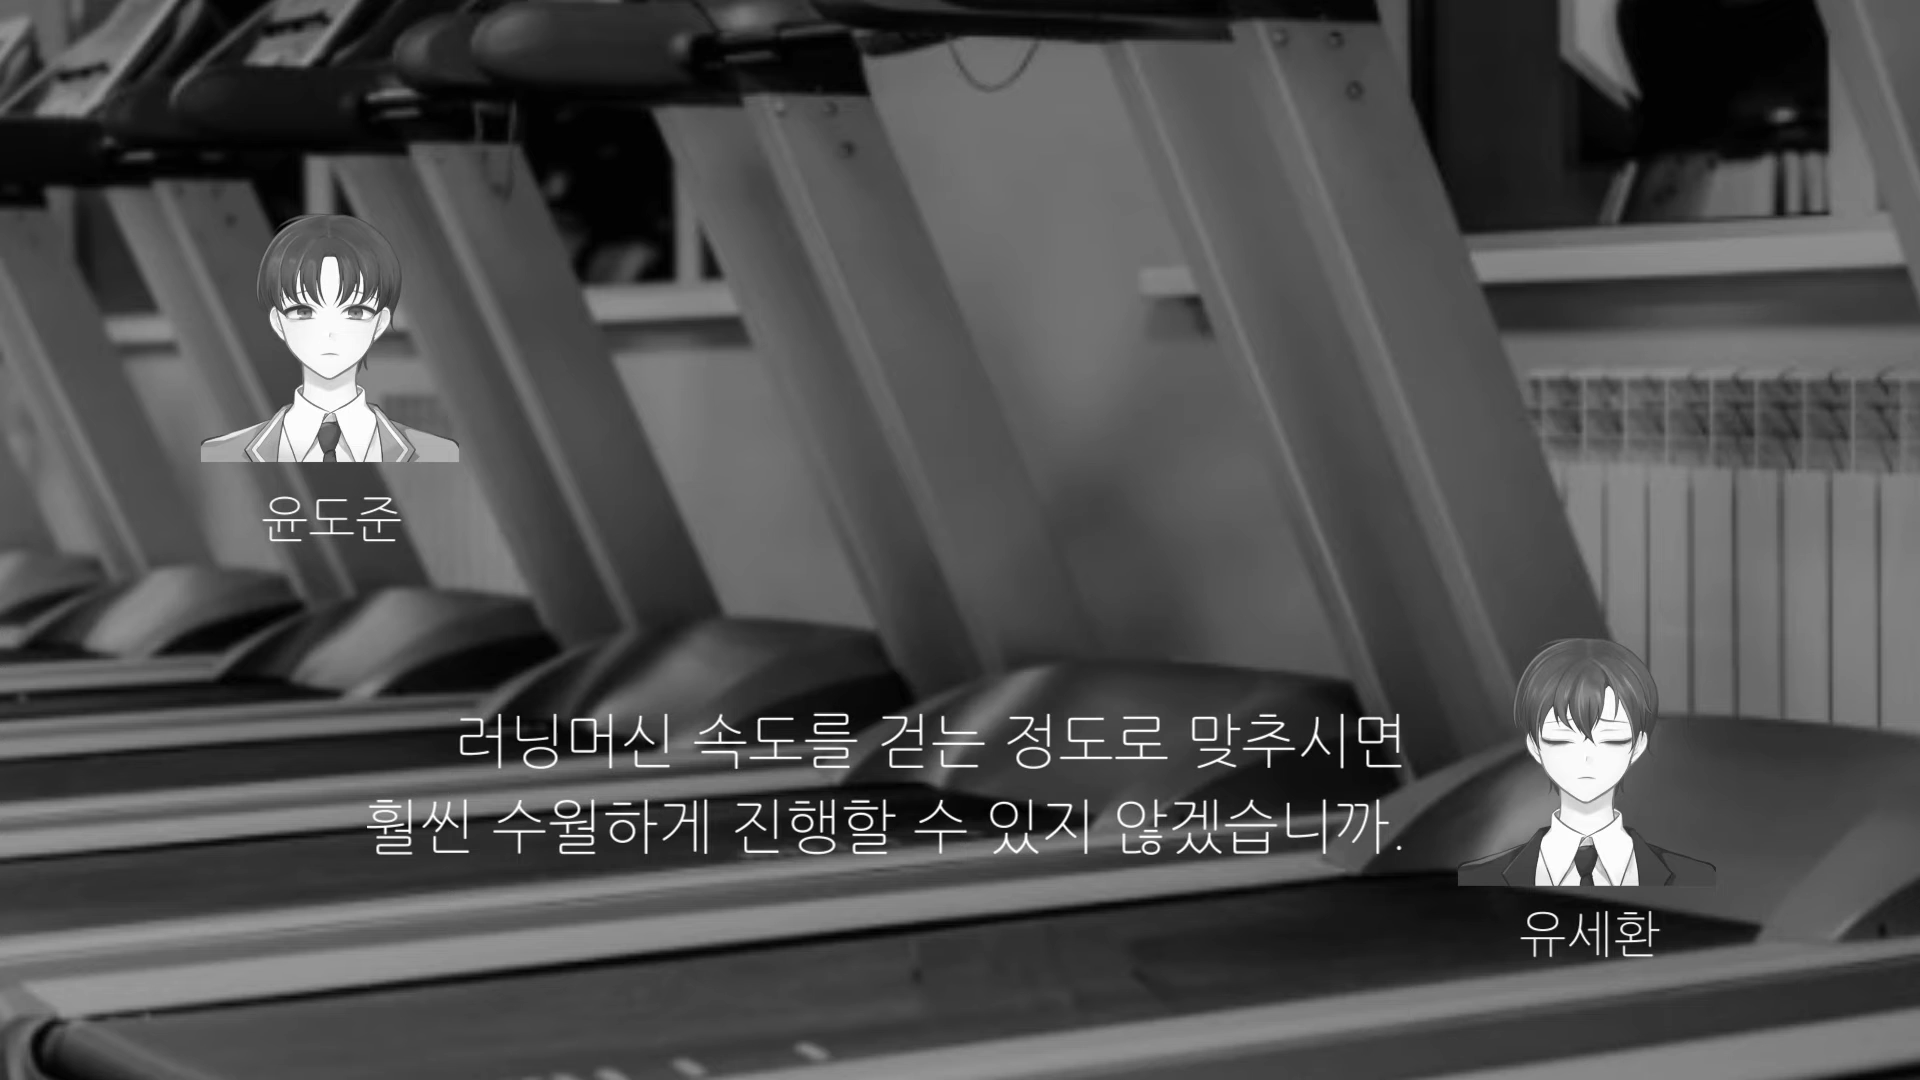 윤도준
러닝머신 속도를 걷는 정도로 맞추시면
훨씬 수월하게 진행할 수 있지 않겠습니까.
유세환